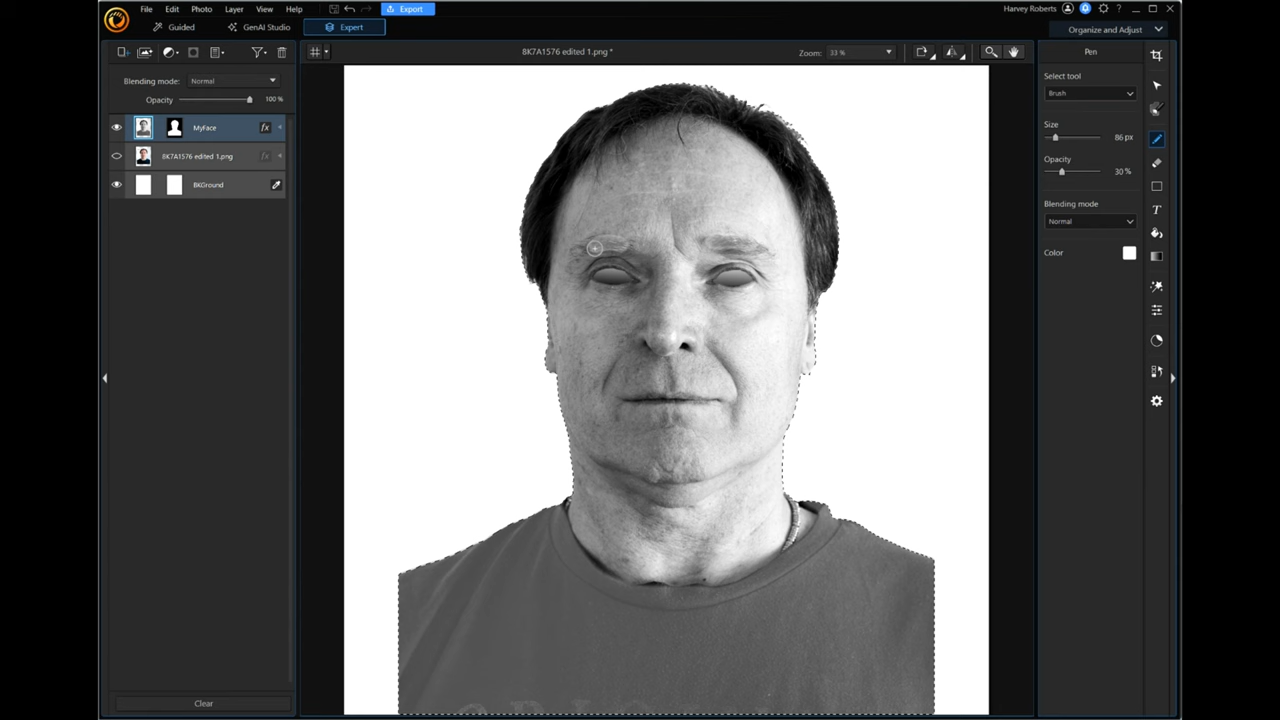 File Edit Photo Layer View Help Export Harvey Roberts
Guided GenAI Studio Expert Organize and Adjust
8K7A1576 edited 1.png * Zoom: 33 % Pen
Blending mode: Normal
Opacity 100 %
MyFace fx
8K7A1576 edited 1.png fx
BKGround
Select tool
Brush
Size
86 px
Opacity
30 %
Blending mode
Normal
Color
Clear